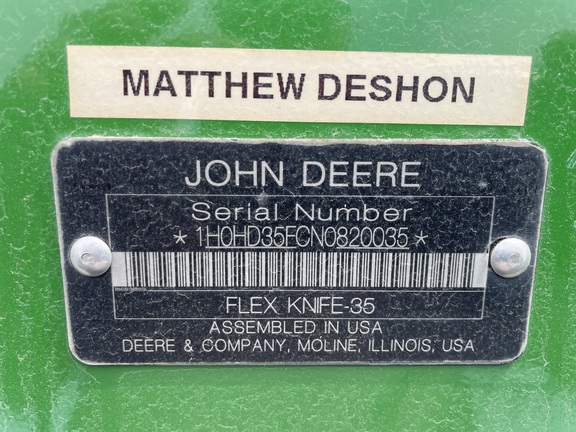 MATTHEW DESHON
JOHN DEERE
Serial Number
*1H0HD35FCN0820035*
FLEX KNIFE-35
ASSEMBLED IN USA
DEERE & COMPANY, MOLINE, ILLINOIS, USA